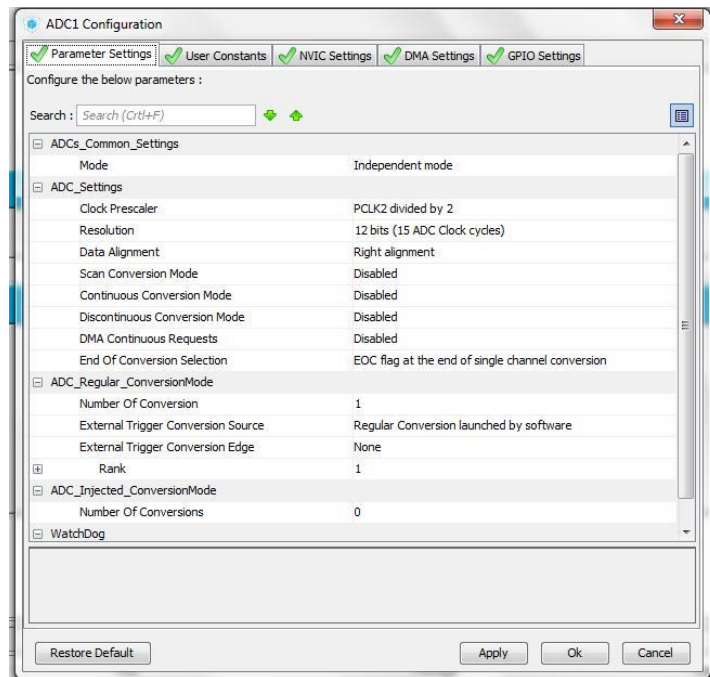 ADC1 Configuration
Parameter Settings User Constants NVIC Settings DMA Settings GPIO Settings
Configure the below parameters :
Search : Search (Crtl+F)
ADCs_Common_Settings
Mode Independent mode
ADC_Settings
Clock Prescaler PCLK2 divided by 2
Resolution 12 bits (15 ADC Clock cycles)
Data Alignment Right alignment
Scan Conversion Mode Disabled
Continuous Conversion Mode Disabled
Discontinuous Conversion Mode Disabled
DMA Continuous Requests Disabled
End Of Conversion Selection EOC flag at the end of single channel conversion
ADC_Regular_ConversionMode
Number Of Conversion 1
External Trigger Conversion Source Regular Conversion launched by software
External Trigger Conversion Edge None
Rank 1
ADC_Injected_ConversionMode
Number Of Conversions 0
WatchDog
Restore Default Apply Ok Cancel